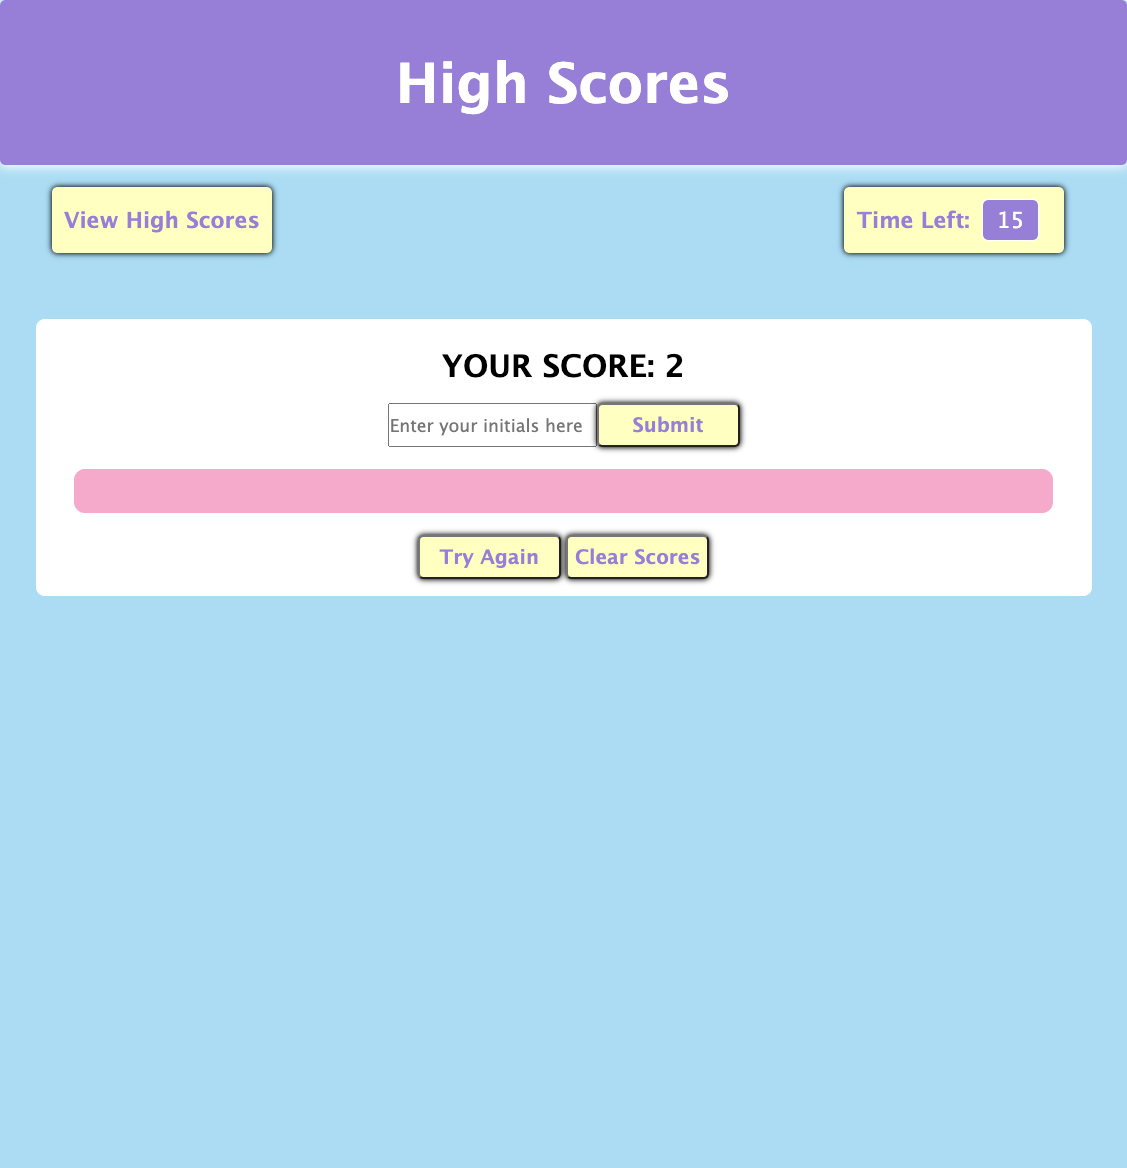 High Scores
View High Scores
Time Left: 15
YOUR SCORE: 2
Enter your initials here Submit
Try Again Clear Scores